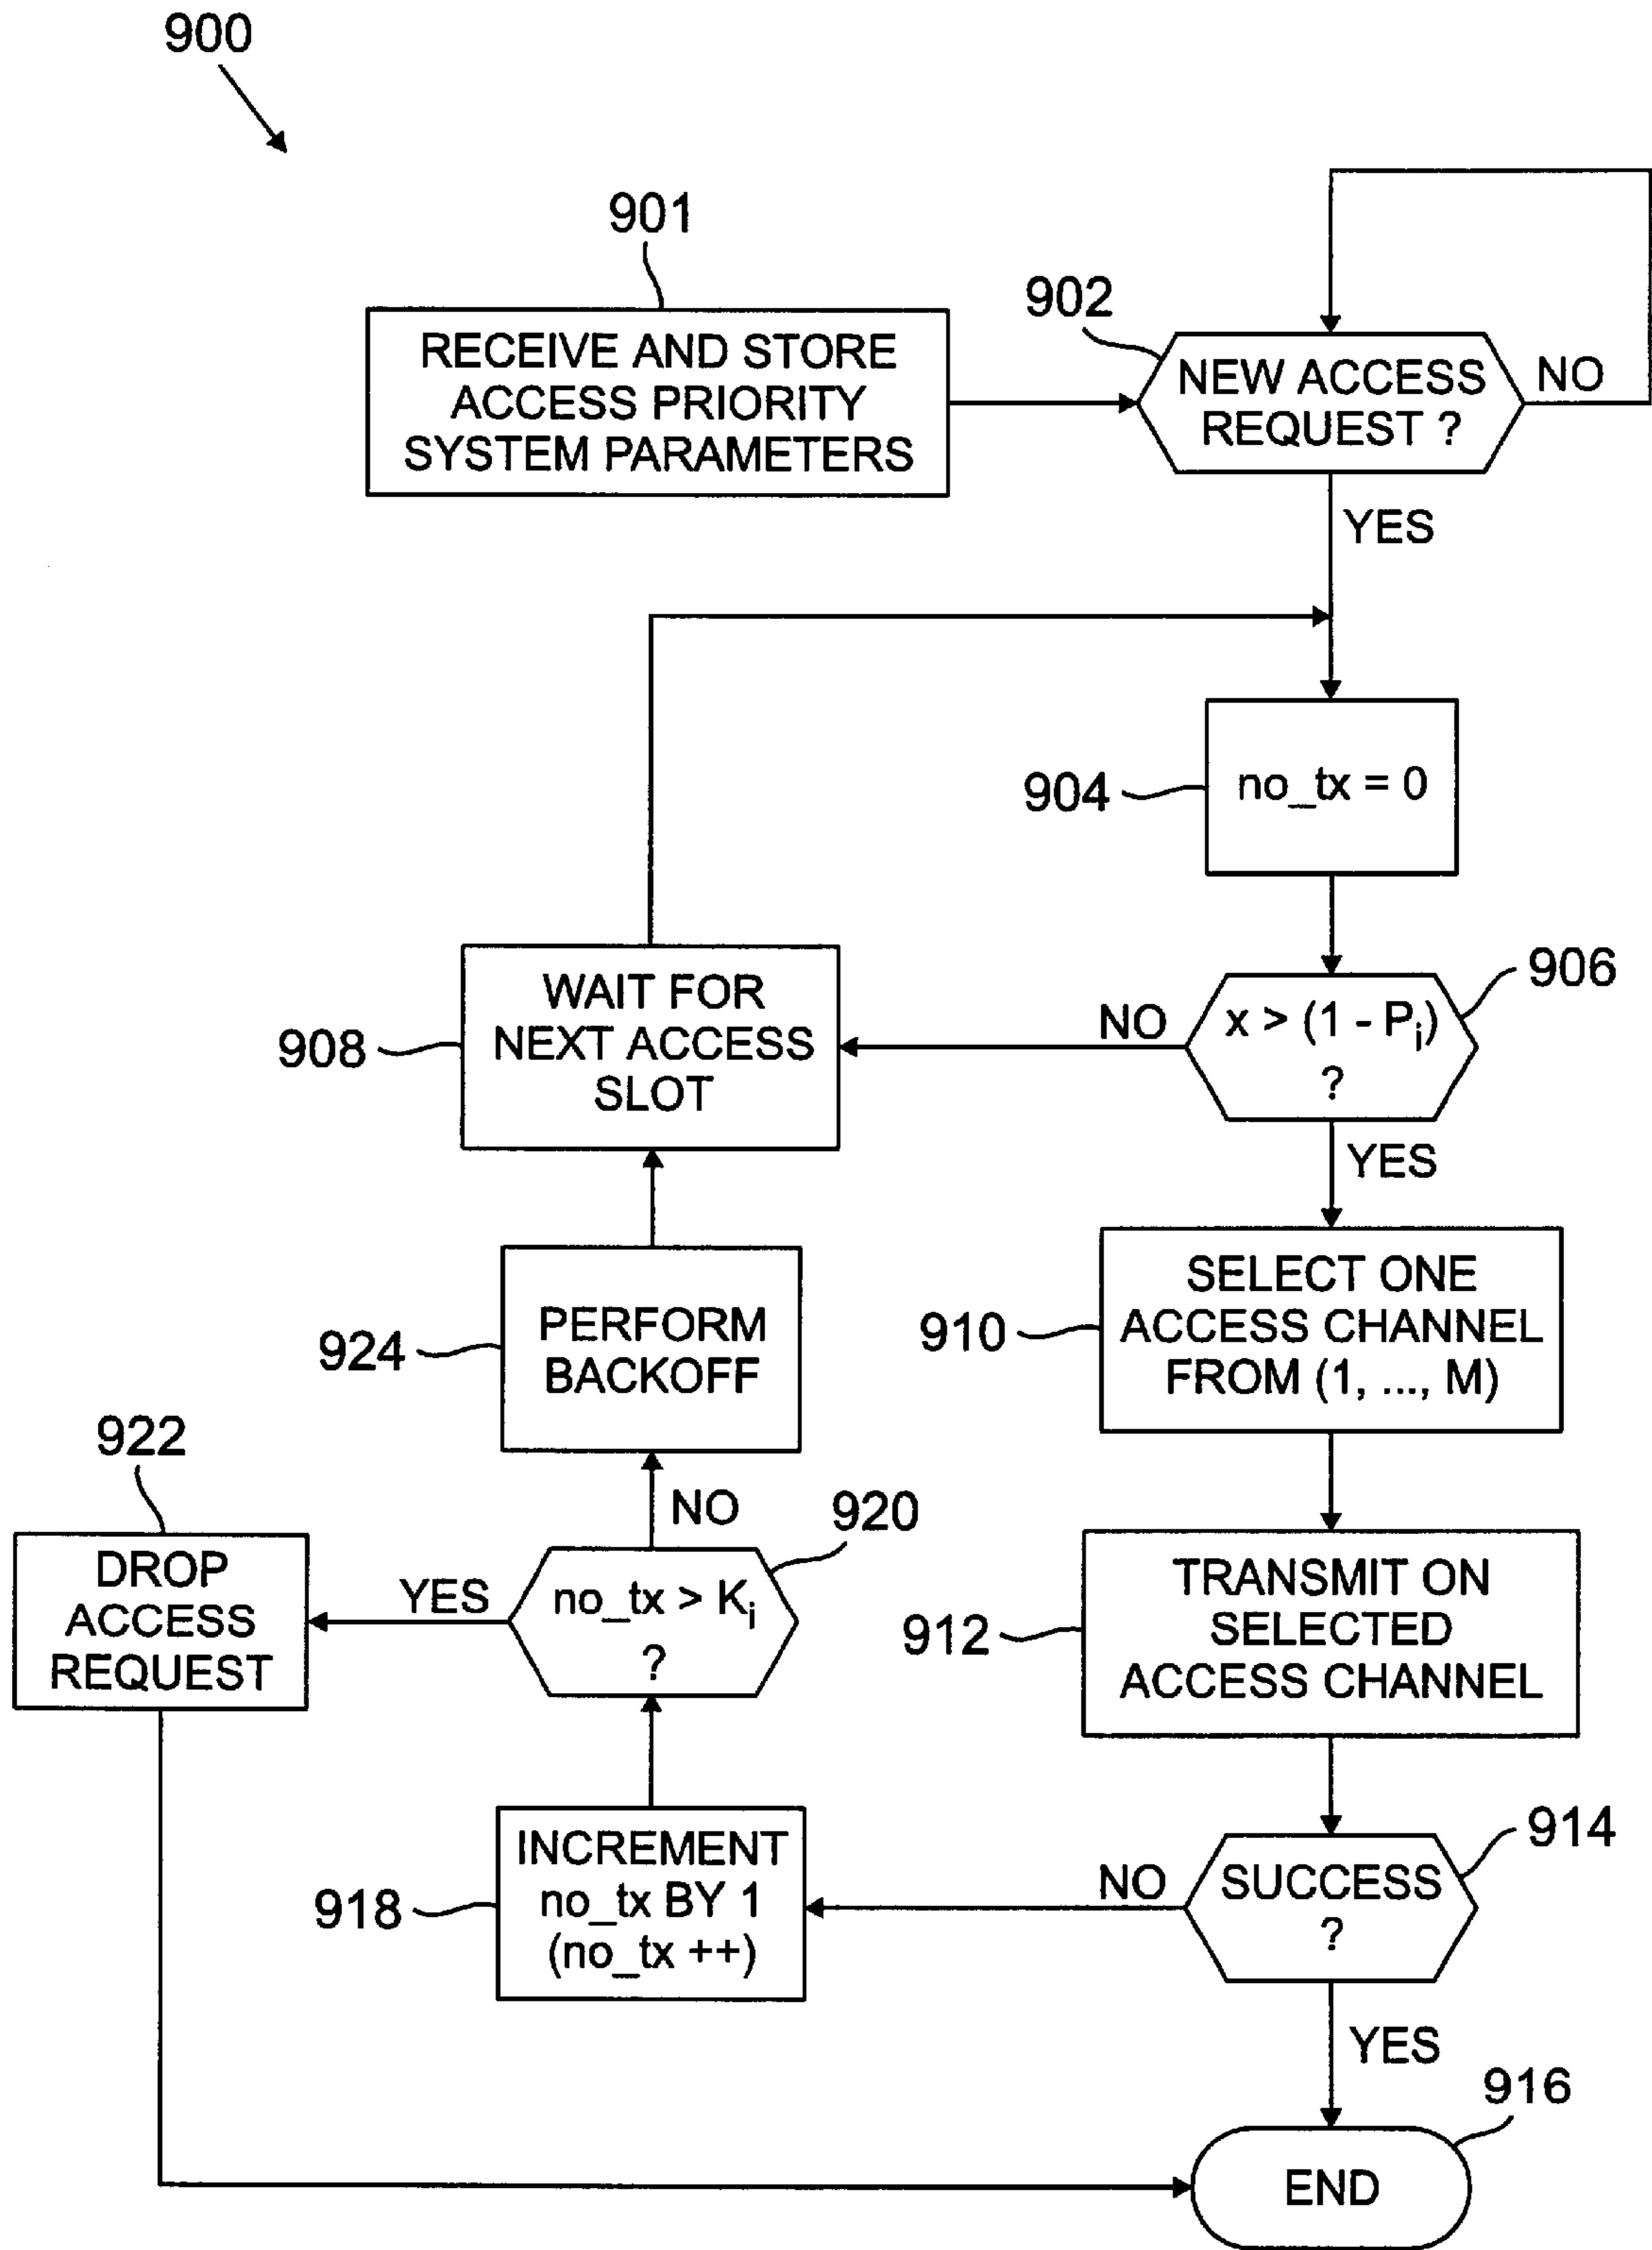 900
901
RECEIVE AND STORE
ACCESS PRIORITY
SYSTEM PARAMETERS
902
NEW ACCESS
REQUEST ?
NO
YES
904
no_tx = 0
906
x > (1 - Pi)
?
NO
YES
908
WAIT FOR
NEXT ACCESS
SLOT
910
SELECT ONE
ACCESS CHANNEL
FROM (1, ..., M)
924
PERFORM
BACKOFF
912
TRANSMIT ON
SELECTED
ACCESS CHANNEL
922
DROP
ACCESS
REQUEST
YES
NO
920
no_tx > Ki
?
914
SUCCESS
?
NO
YES
918
INCREMENT
no_tx BY 1
(no_tx ++)
916
END